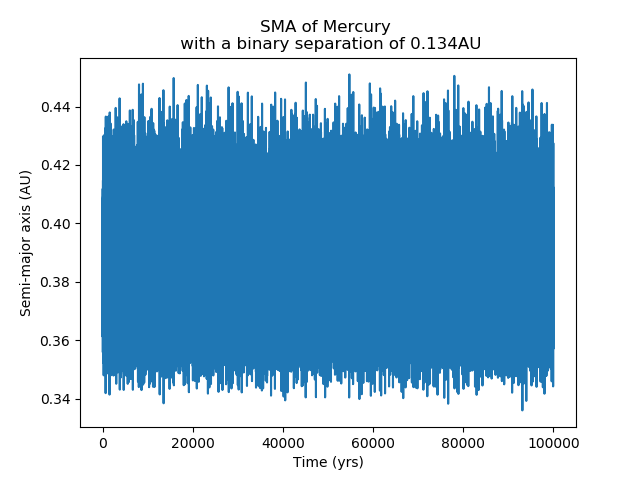 SMA of Mercury
with a binary separation of 0.134AU
Semi-major axis (AU)
0.44
0.42
0.40
0.38
0.36
0.34
0 20000 40000 60000 80000 100000
Time (yrs)